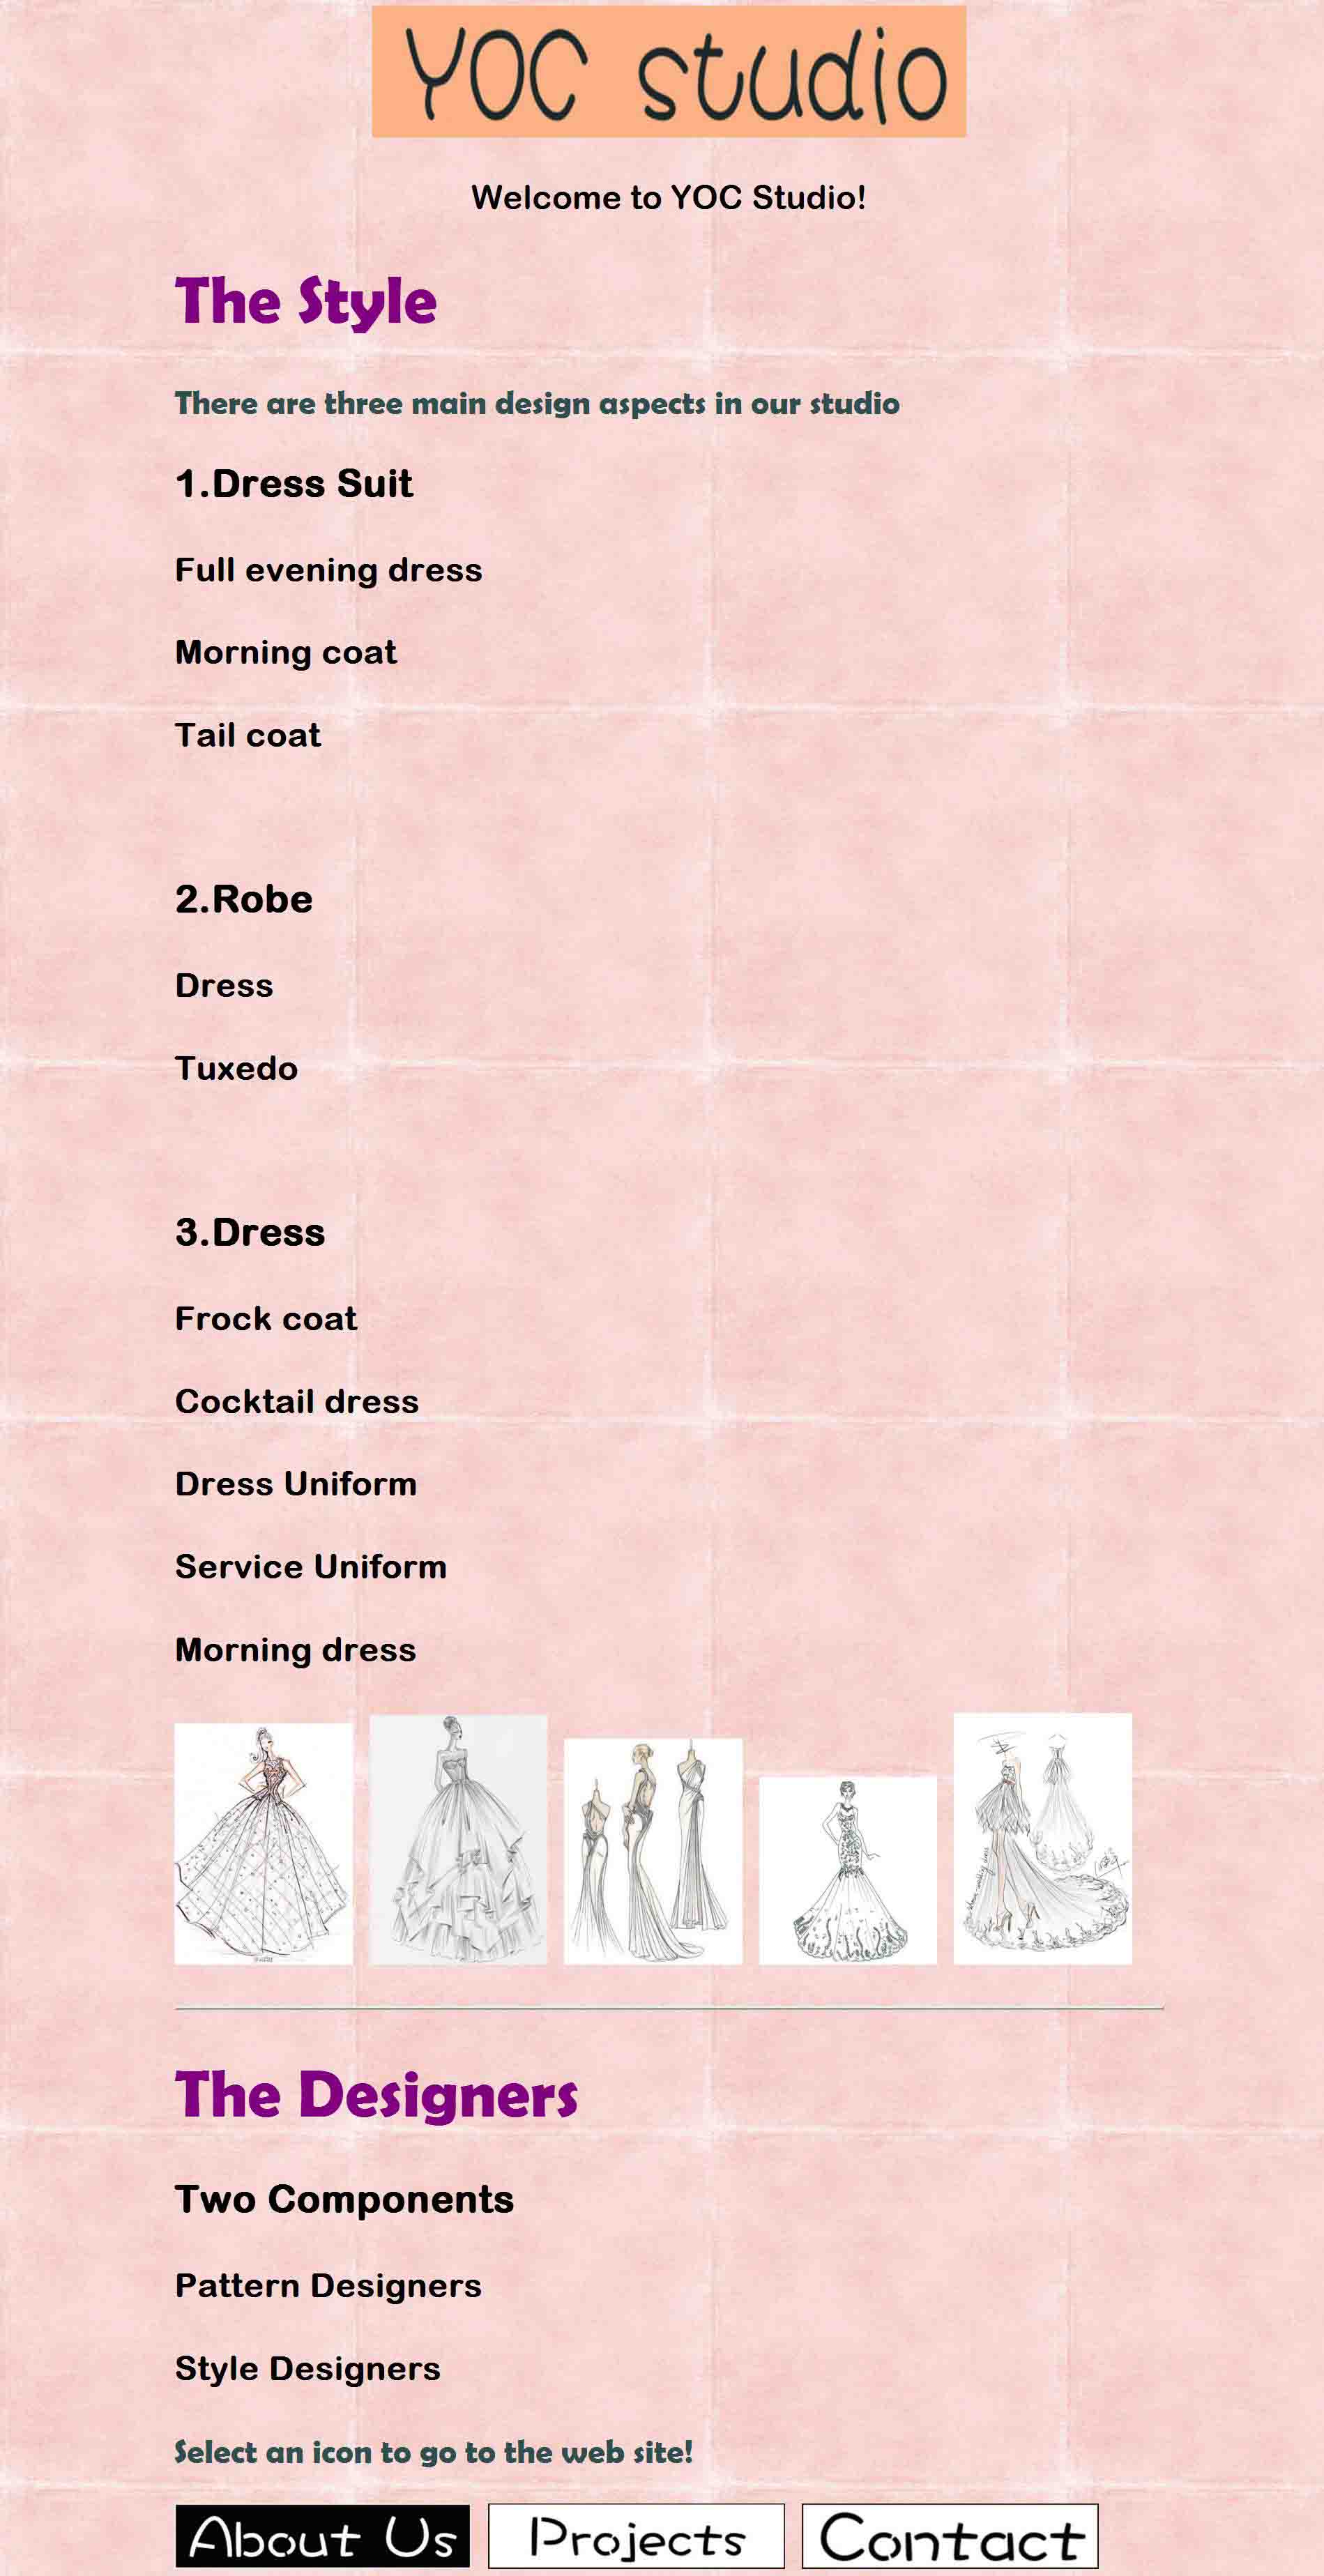 YOC studio
Welcome to YOC Studio!
The Style
There are three main design aspects in our studio
1.Dress Suit
Full evening dress
Morning coat
Tail coat
2.Robe
Dress
Tuxedo
3.Dress
Frock coat
Cocktail dress
Dress Uniform
Service Uniform
Morning dress
The Designers
Two Components
Pattern Designers
Style Designers
Select an icon to go to the web site!
About Us
Projects
Contact